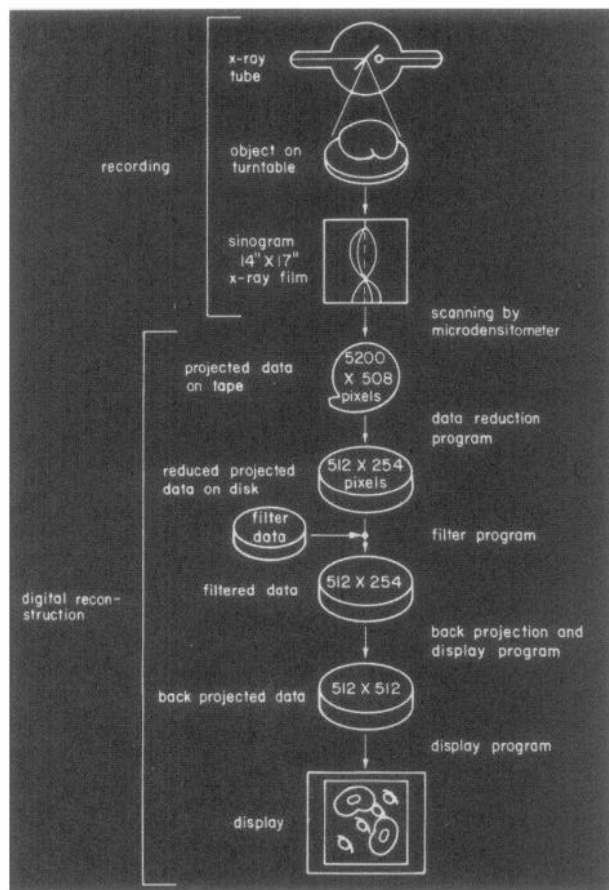 x-ray
tube
recording
object on
turntable
sinogram
14" X 17"
x-ray film
scanning by
microdensitometer
projected data
on tape
5200
X 508
pixels
data reduction
program
reduced projected
data on disk
512 X 254
pixels
filter
data
filter program
digital recon-
struction
filtered data
512 X 254
back projection and
display program
back projected data
512 X 512
display program
display